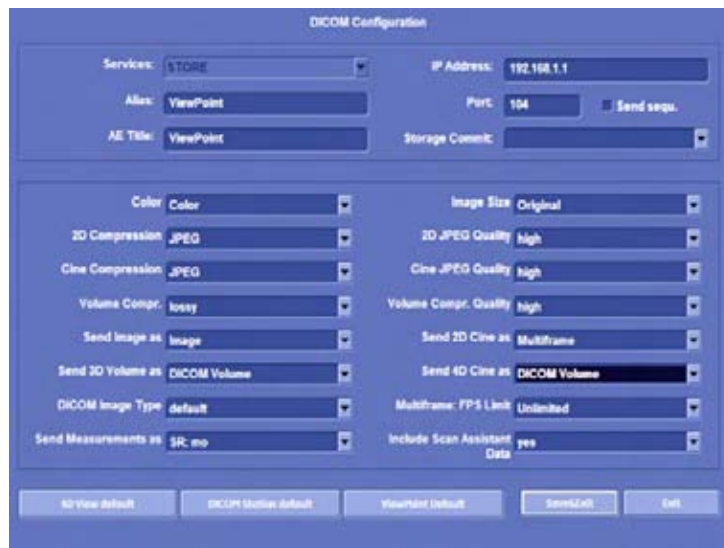 DICOM Configuration
Services: STORE
IP Address: 192.168.1.1
Alias: ViewPoint
Port: 104
Send sequ.
AE Title: ViewPoint
Storage Commit:
Color Color
Image Size Original
2D Compression JPEG
2D JPEG Quality high
Cine Compression JPEG
Cine JPEG Quality high
Volume Compr. lossy
Volume Compr. Quality high
Send Image as Image
Send 2D Cine as Multiframe
Send 3D Volume as DICOM Volume
Send 4D Cine as DICOM Volume
DICOM Image Type default
Multiframe: FPS Limit Unlimited
Send Measurements as SR: mo
Include Scan Assistant Data yes
View default
DICOM Station default
ViewPoint Default
Save&Exit
Exit